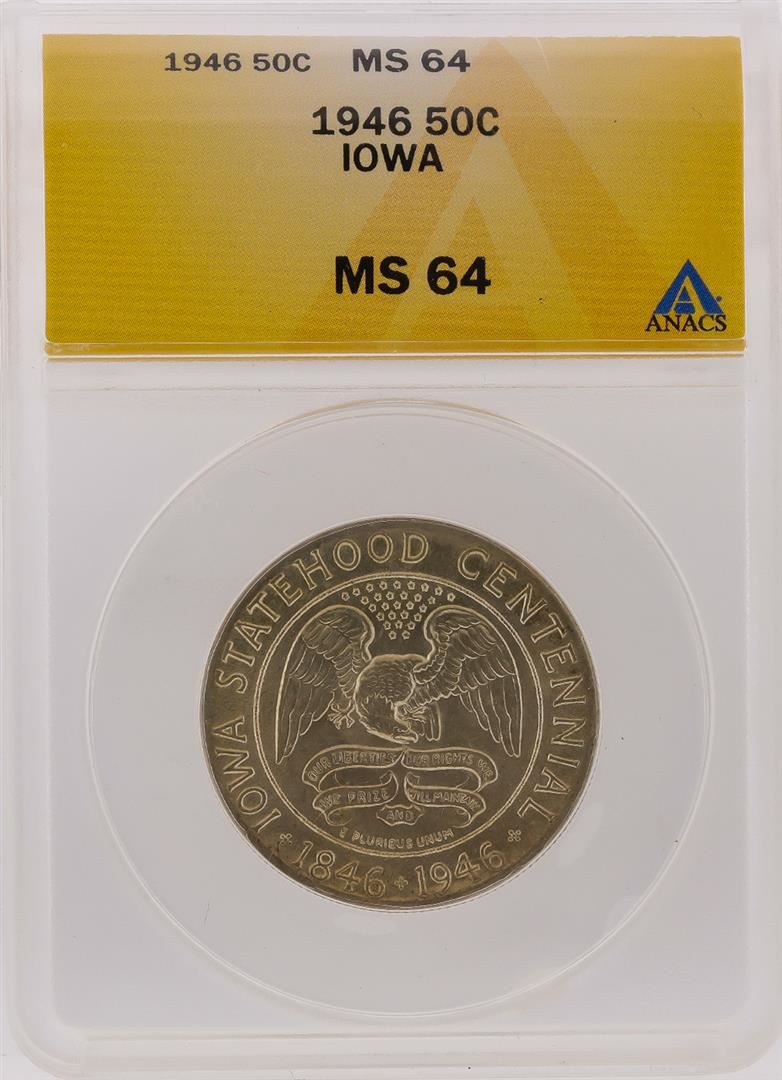 1946 50C MS 64
1946 50C
IOWA
MS 64
ANACS
IOWA STATEHOOD CENTENNIAL
OUR LIBERTIES OUR RIGHTS WE
WE PRIZE WILL MAINTAIN
AND
E PLURIBUS UNUM
1846 + 1946